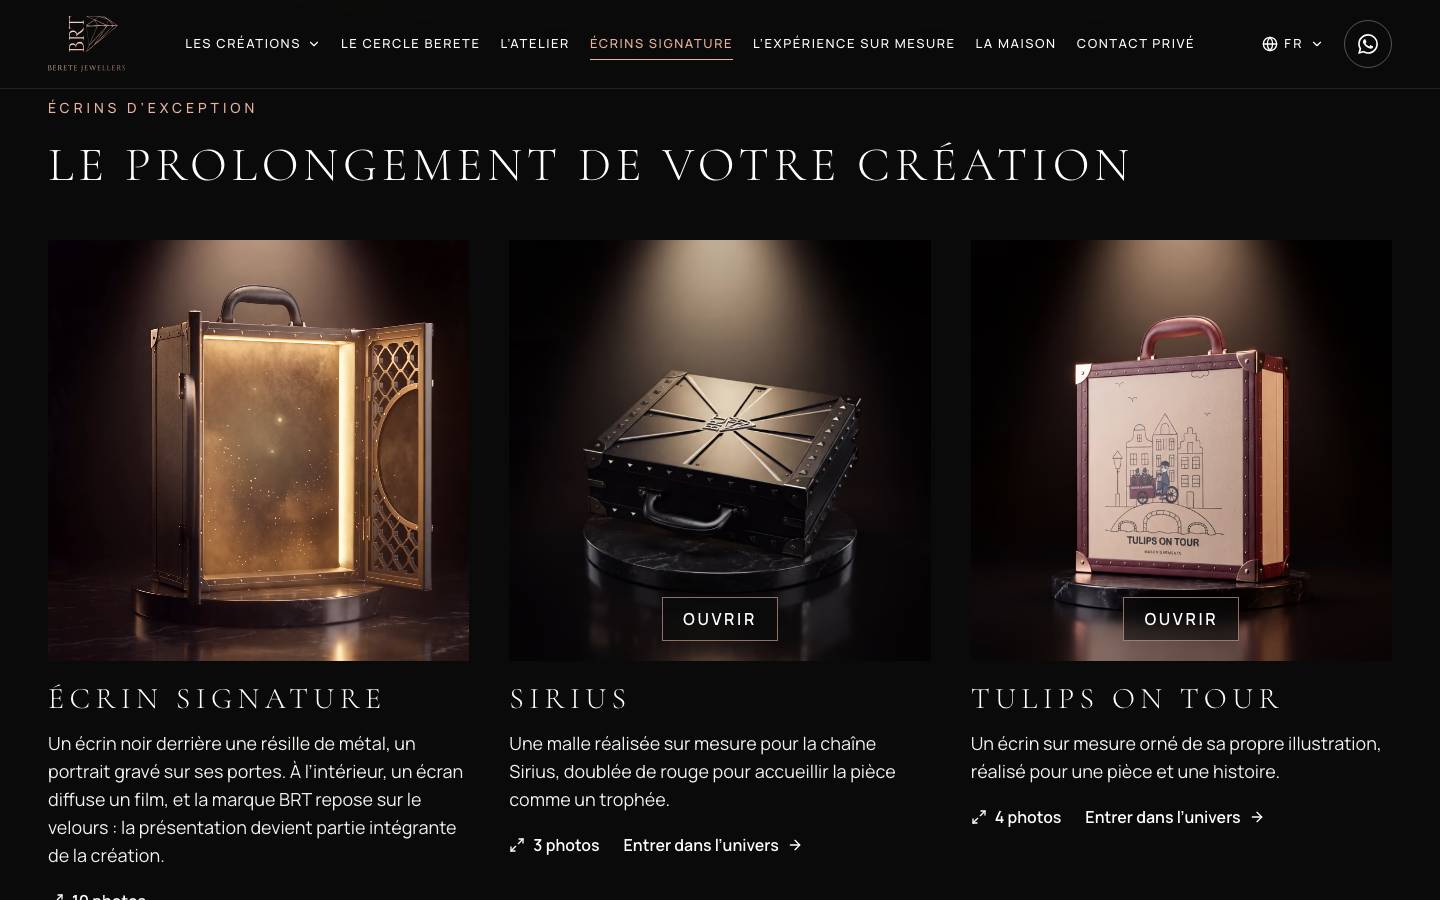 BRT
BERETE JEWELLERS
LES CRÉATIONS
LE CERCLE BERETE
L'ATELIER
ÉCRINS SIGNATURE
L'EXPÉRIENCE SUR MESURE
LA MAISON
CONTACT PRIVÉ
FR
ÉCRINS D'EXCEPTION
LE PROLONGEMENT DE VOTRE CRÉATION
OUVRIR
TULIPS ON TOUR
OUVRIR
ÉCRIN SIGNATURE
Un écrin noir derrière une résille de métal, un
portrait gravé sur ses portes. À l'intérieur, un écran
diffuse un film, et la marque BRT repose sur le
velours : la présentation devient partie intégrante
de la création.
10 photos
SIRIUS
Une malle réalisée sur mesure pour la chaîne
Sirius, doublée de rouge pour accueillir la pièce
comme un trophée.
3 photos
Entrer dans l'univers
TULIPS ON TOUR
Un écrin sur mesure orné de sa propre illustration,
réalisé pour une pièce et une histoire.
4 photos
Entrer dans l'univers